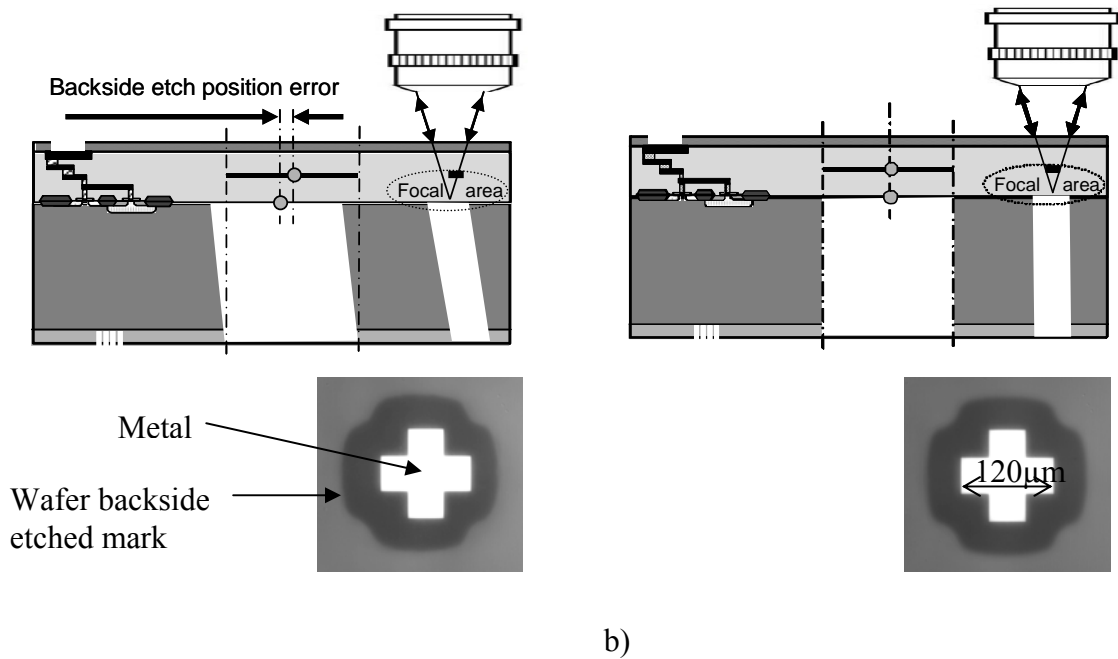 Backside etch position error
Focal area
Focal area
Metal
Wafer backside
etched mark
120µm
b)